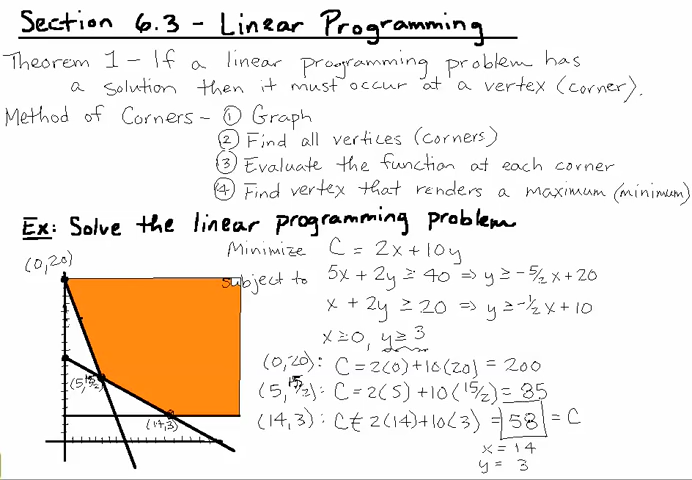 Section 6.3 - Linear Programming
Theorem 1 - If a linear programming problem has
a solution then it must occur at a vertex (corner).
Method of Corners - ① Graph
② Find all vertices (corners)
③ Evaluate the function at each corner
④ Find vertex that renders a maximum (minimum)
Ex: Solve the linear programming problem
Minimize C = 2x + 10y
(0,20)
subject to 5x + 2y ≥ 40 ⇒ y ≥ -5/2x + 20
x + 2y ≥ 20 ⇒ y ≥ -1/2x + 10
x ≥ 0, y ≥ 3
(0,20): C = 2(0) + 10(20) = 200
(5,15/2)
(5,15/2): C = 2(5) + 10(15/2) = 85
(14,3)
(14,3): C = 2(14) + 10(3) = 58 = C
x = 14
y = 3